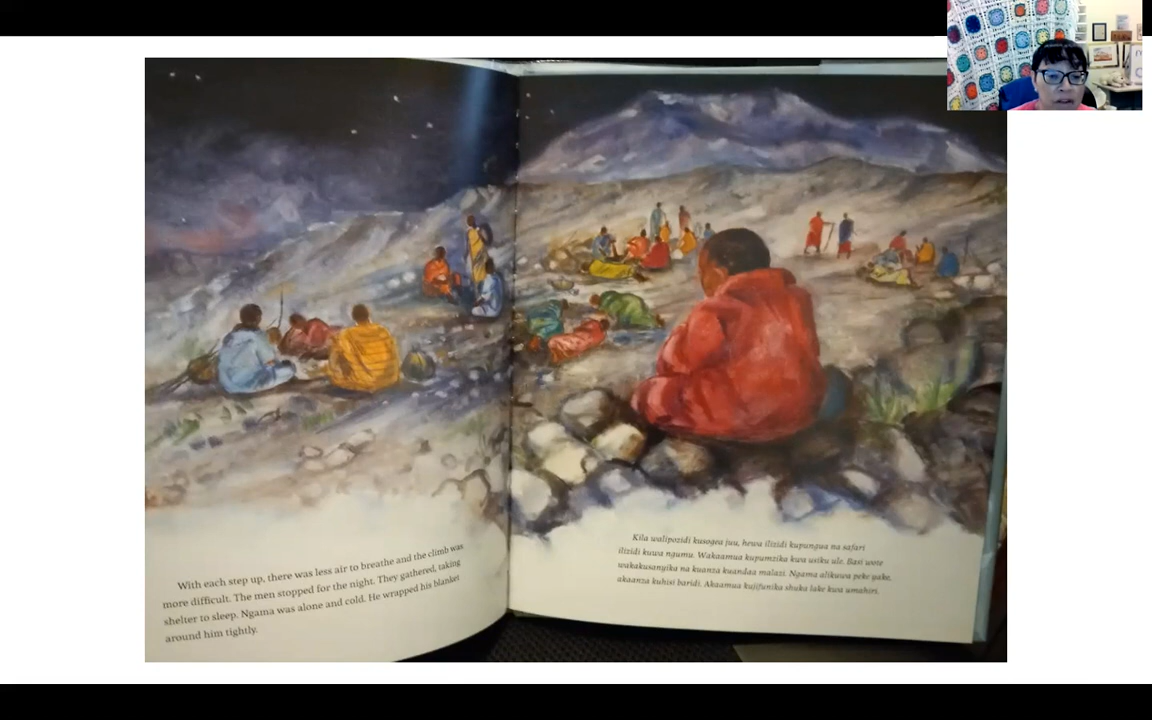 With each step up, there was less air to breathe and the climb was
more difficult. The men stopped for the night. They gathered, taking
shelter to sleep. Ngama was alone and cold. He wrapped his blanket
around him tightly.
Kila walipozidi kusogea juu, hewa ilizidi kupungua na safari
ilizidi kuwa ngumu. Wakaamua kupumzika kwa usiku ule. Basi wote
wakakusanyika na kuanza kuandaa malazi. Ngama alikuwa peke yake,
akaanza kuhisi baridi. Akaamua kujifunika shuka lake kwa umahiri.